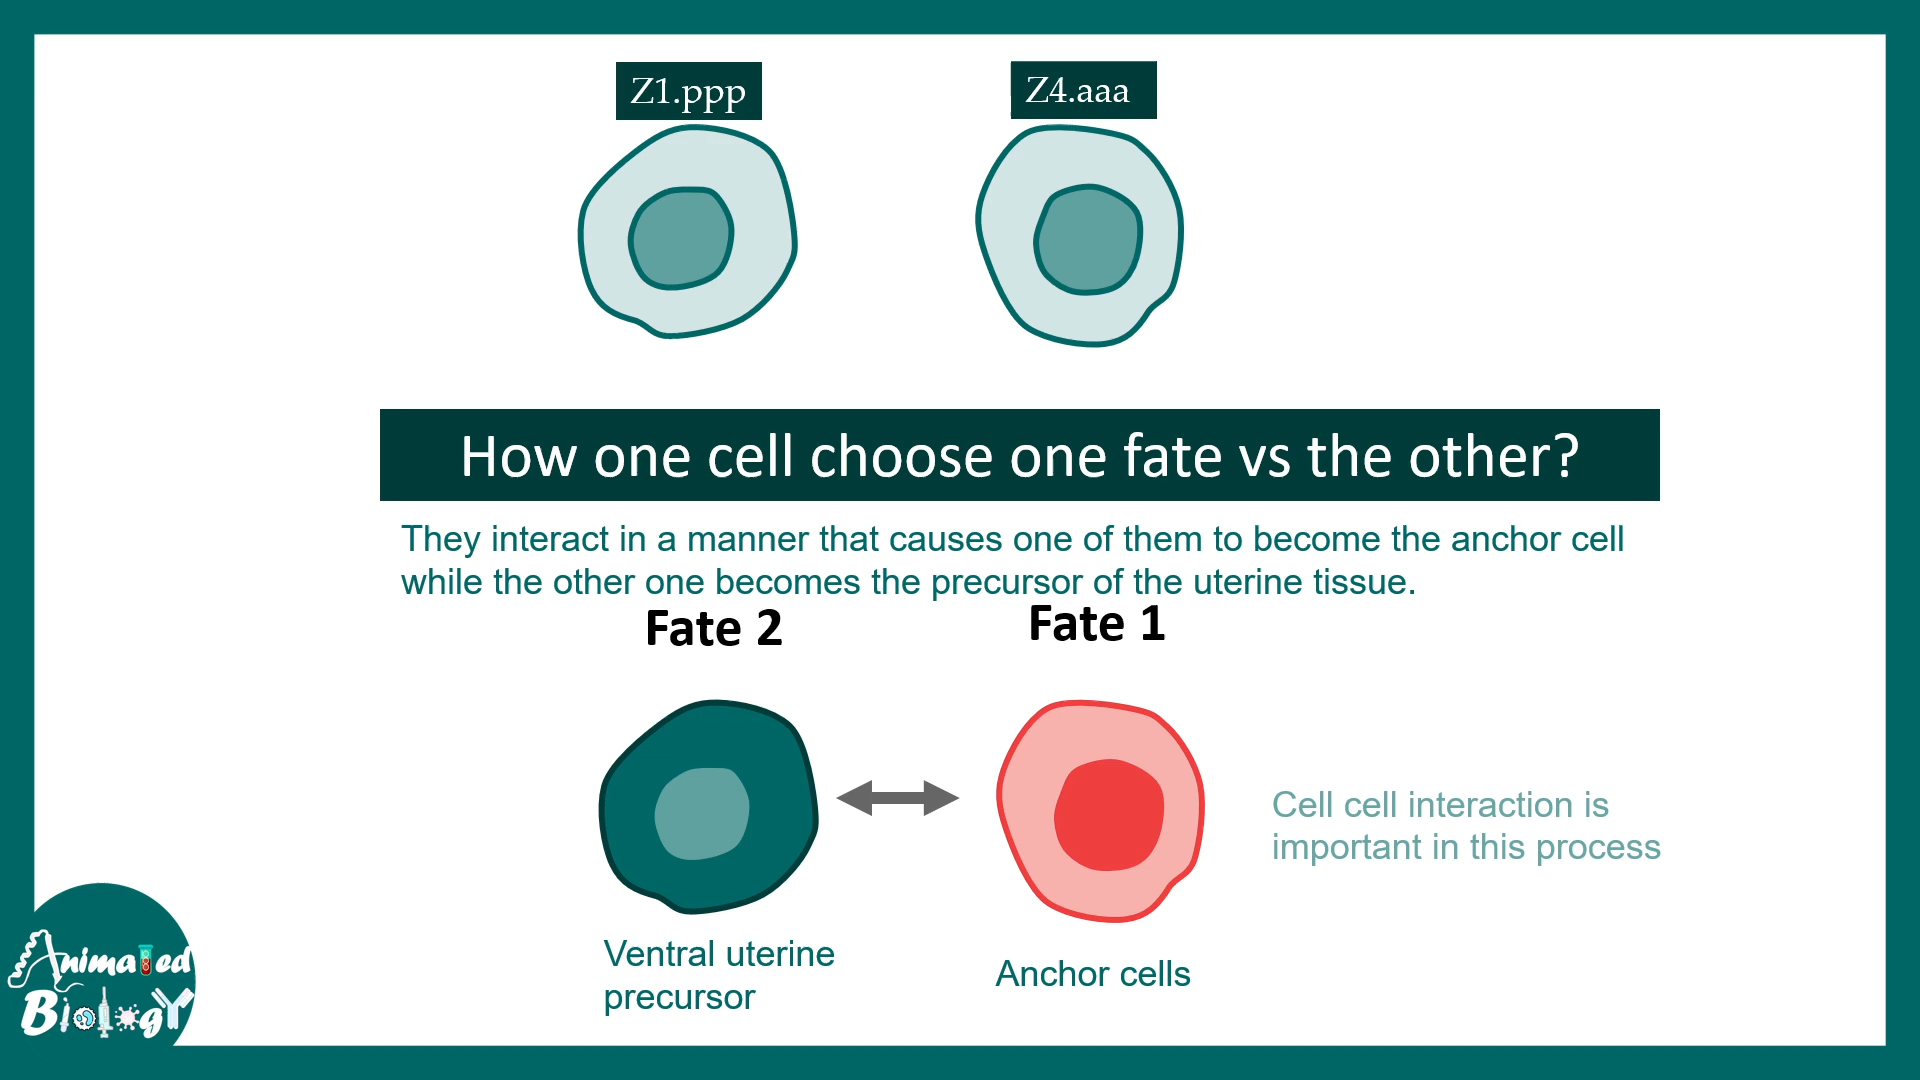 Z1.ppp
Z4.aaa
How one cell choose one fate vs the other?
They interact in a manner that causes one of them to become the anchor cell
while the other one becomes the precursor of the uterine tissue.
Fate 2
Fate 1
Cell cell interaction is
important in this process
Ventral uterine
precursor
Anchor cells
Animated
Biology